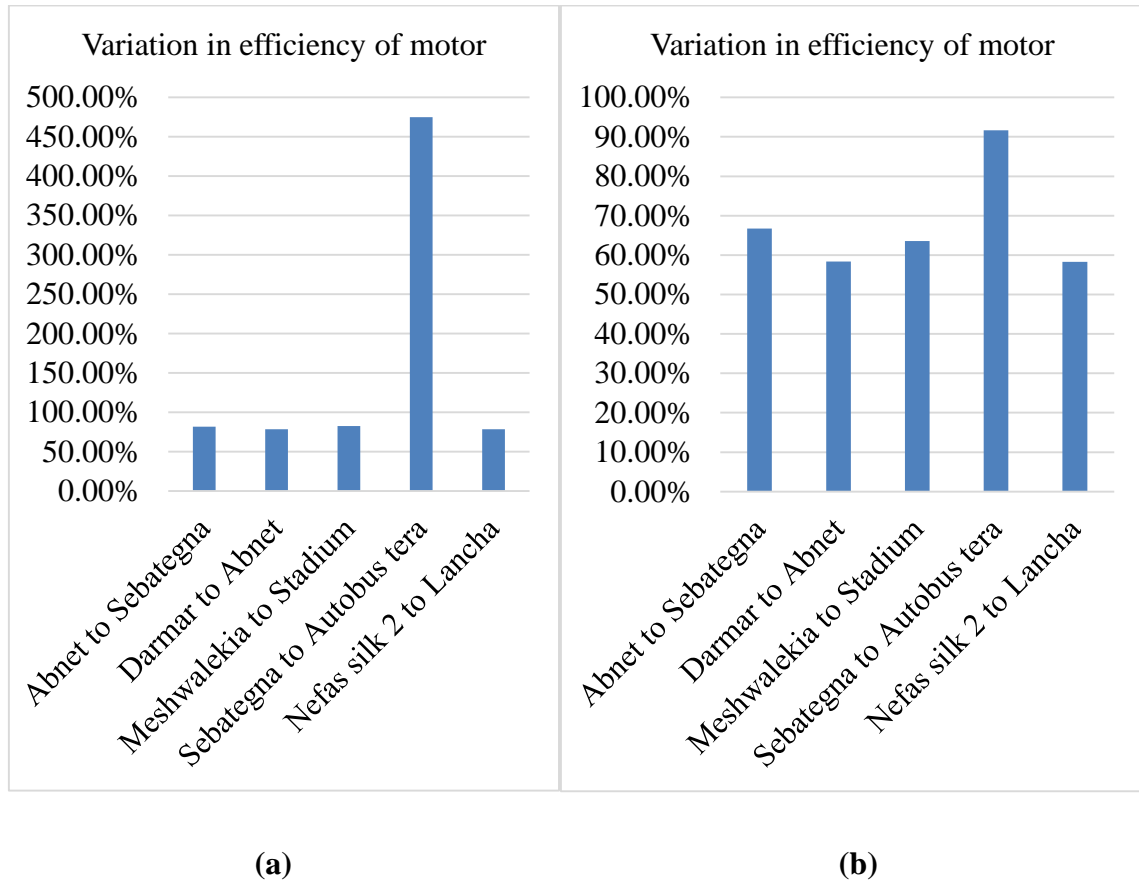 Variation in efficiency of motor
500.00%
450.00%
400.00%
350.00%
300.00%
250.00%
200.00%
150.00%
100.00%
50.00%
0.00%
Abnet to Sebategna
Darmar to Abnet
Meshwalekia to Stadium
Sebategna to Autobus tera
Nefas silk 2 to Lancha
(a)
Variation in efficiency of motor
100.00%
90.00%
80.00%
70.00%
60.00%
50.00%
40.00%
30.00%
20.00%
10.00%
0.00%
Abnet to Sebategna
Darmar to Abnet
Meshwalekia to Stadium
Sebategna to Autobus tera
Nefas silk 2 to Lancha
(b)